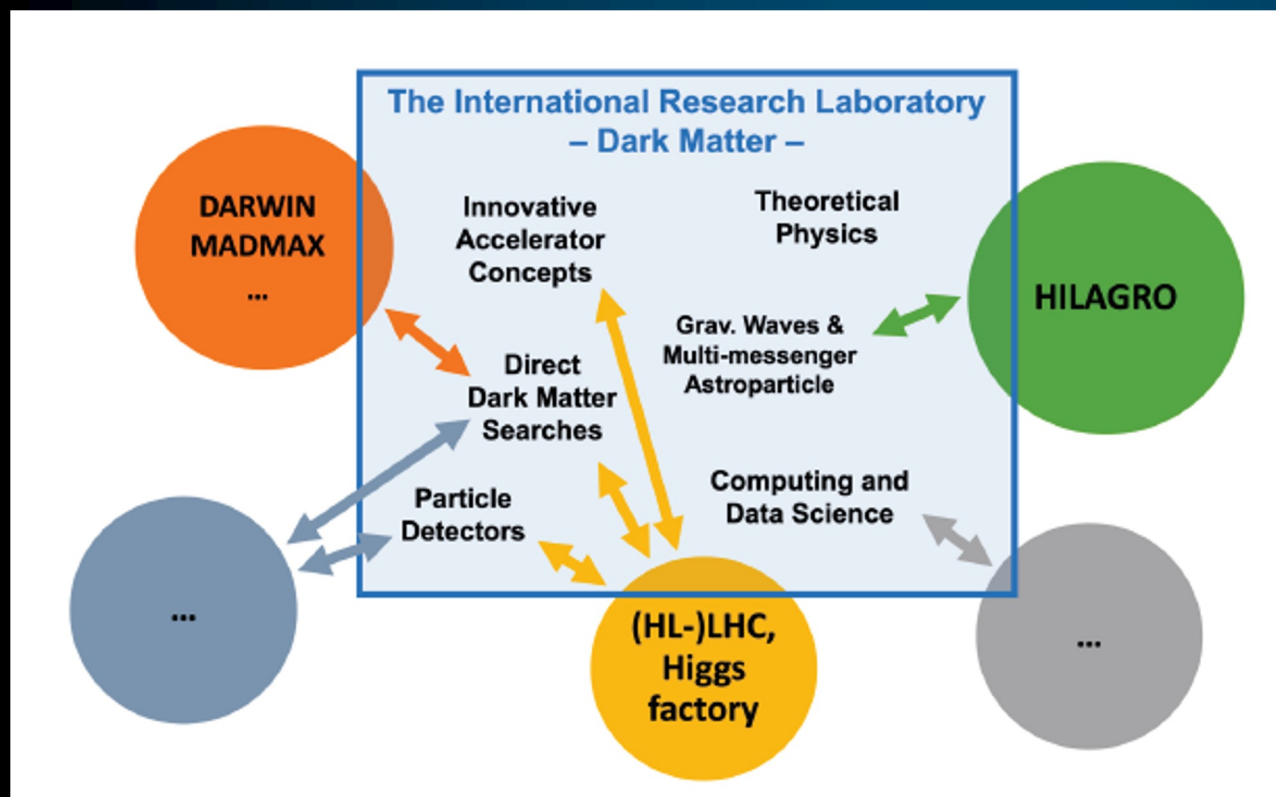 The International Research Laboratory
– Dark Matter –
DARWIN
MADMAX
...
Innovative
Accelerator
Concepts
Theoretical
Physics
HILAGRO
Grav. Waves &
Multi-messenger
Astroparticle
Direct
Dark Matter
Searches
Particle
Detectors
Computing and
Data Science
...
(HL-)LHC,
Higgs
factory
...